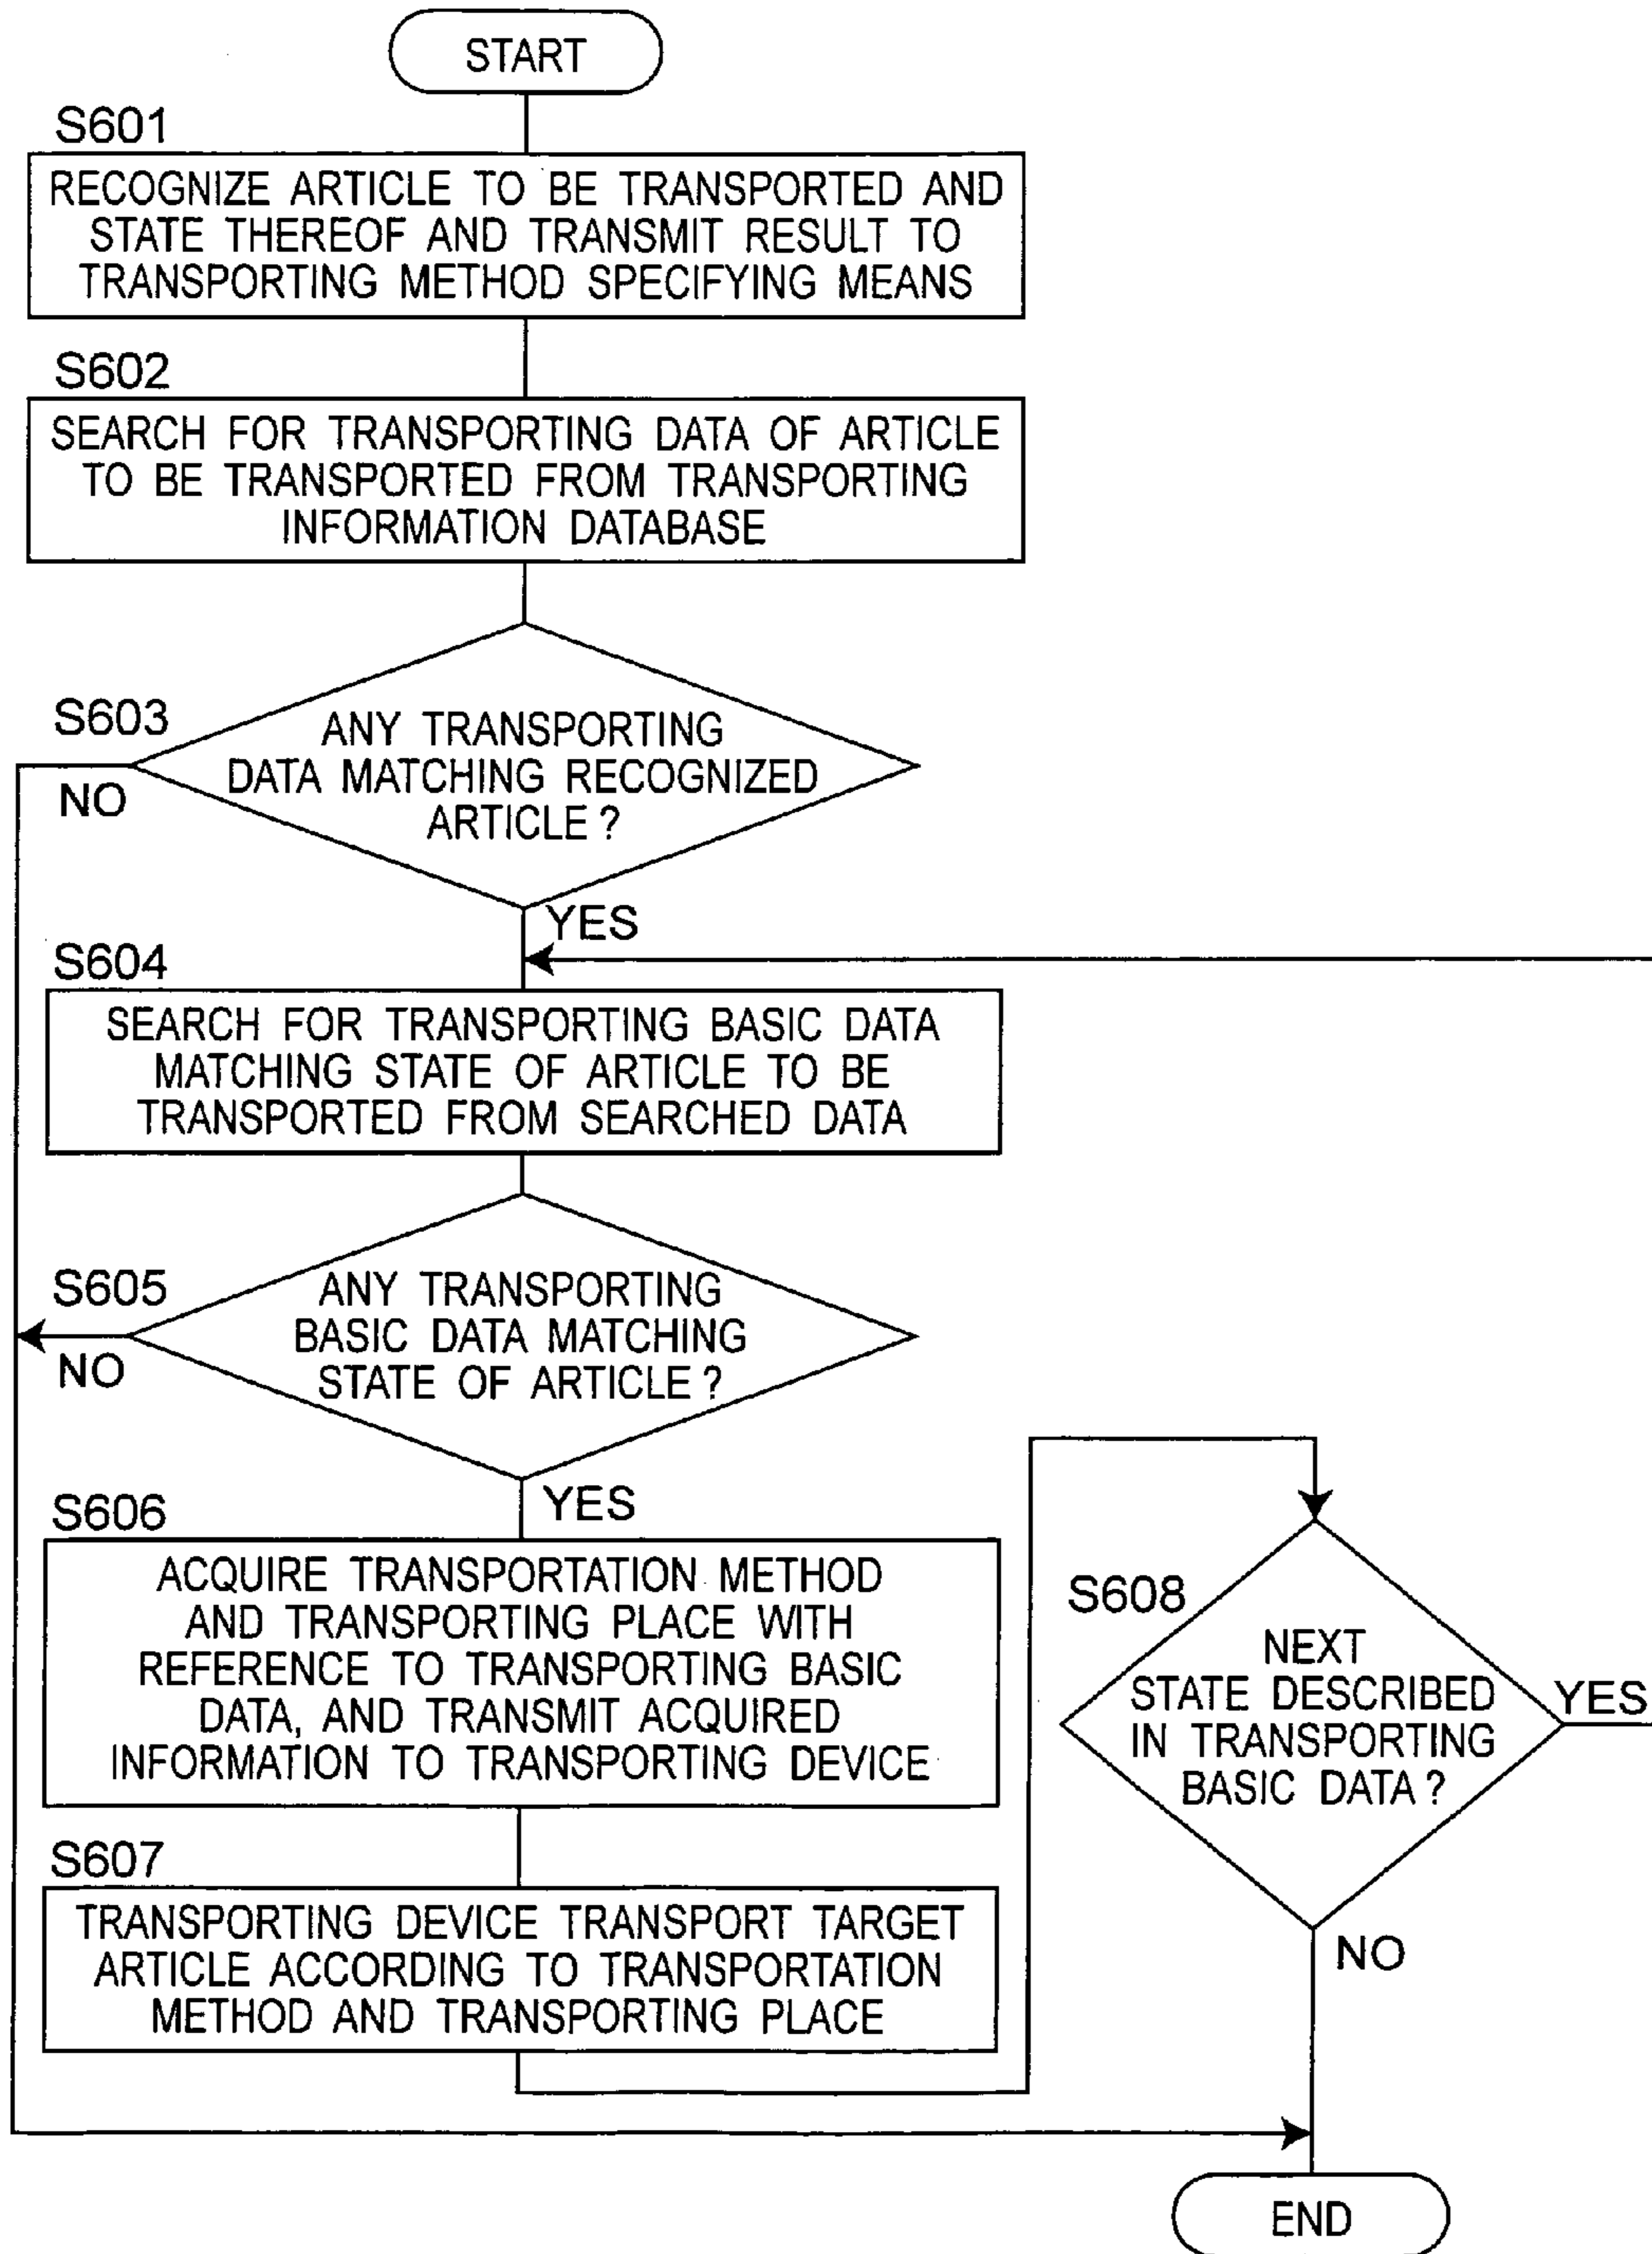 START
S601
RECOGNIZE ARTICLE TO BE TRANSPORTED AND
STATE THEREOF AND TRANSMIT RESULT TO
TRANSPORTING METHOD SPECIFYING MEANS
S602
SEARCH FOR TRANSPORTING DATA OF ARTICLE
TO BE TRANSPORTED FROM TRANSPORTING
INFORMATION DATABASE
S603
ANY TRANSPORTING
DATA MATCHING RECOGNIZED
ARTICLE?
NO
YES
S604
SEARCH FOR TRANSPORTING BASIC DATA
MATCHING STATE OF ARTICLE TO BE
TRANSPORTED FROM SEARCHED DATA
S605
ANY TRANSPORTING
BASIC DATA MATCHING
STATE OF ARTICLE?
NO
YES
S606
ACQUIRE TRANSPORTATION METHOD
AND TRANSPORTING PLACE WITH
REFERENCE TO TRANSPORTING BASIC
DATA, AND TRANSMIT ACQUIRED
INFORMATION TO TRANSPORTING DEVICE
S607
TRANSPORTING DEVICE TRANSPORT TARGET
ARTICLE ACCORDING TO TRANSPORTATION
METHOD AND TRANSPORTING PLACE
S608
NEXT
STATE DESCRIBED
IN TRANSPORTING
BASIC DATA?
YES
NO
END